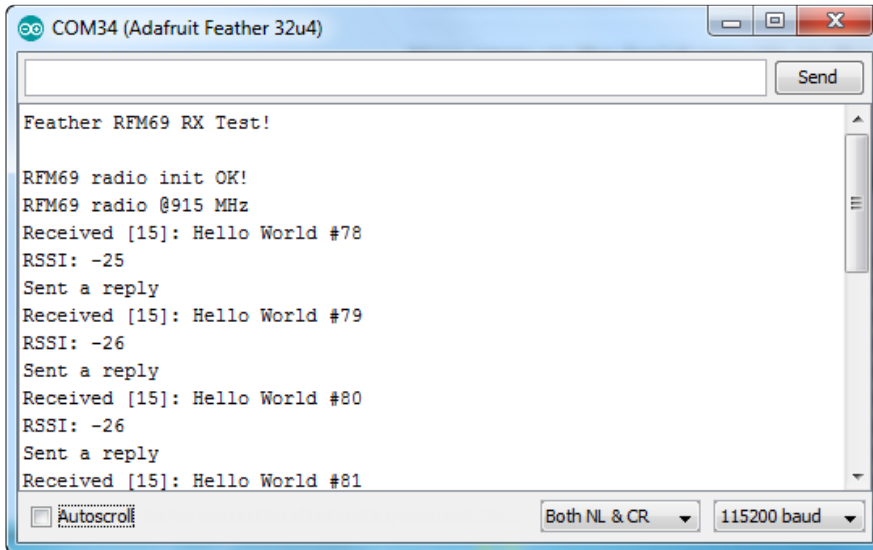 COM34 (Adafruit Feather 32u4)
Send
Feather RFM69 RX Test!
RFM69 radio init OK!
RFM69 radio @915 MHz
Received [15]: Hello World #78
RSSI: -25
Sent a reply
Received [15]: Hello World #79
RSSI: -26
Sent a reply
Received [15]: Hello World #80
RSSI: -26
Sent a reply
Received [15]: Hello World #81
Autoscroll
Both NL & CR
115200 baud